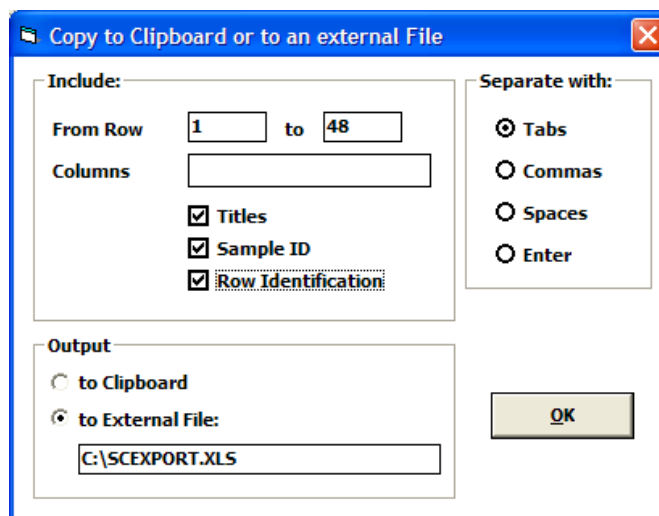 Copy to Clipboard or to an external File
Include:
From Row 1 to 48
Columns
Titles
Sample ID
Row Identification
Separate with:
Tabs
Commas
Spaces
Enter
Output
to Clipboard
to External File:
C:\SCEXPORT.XLS
OK